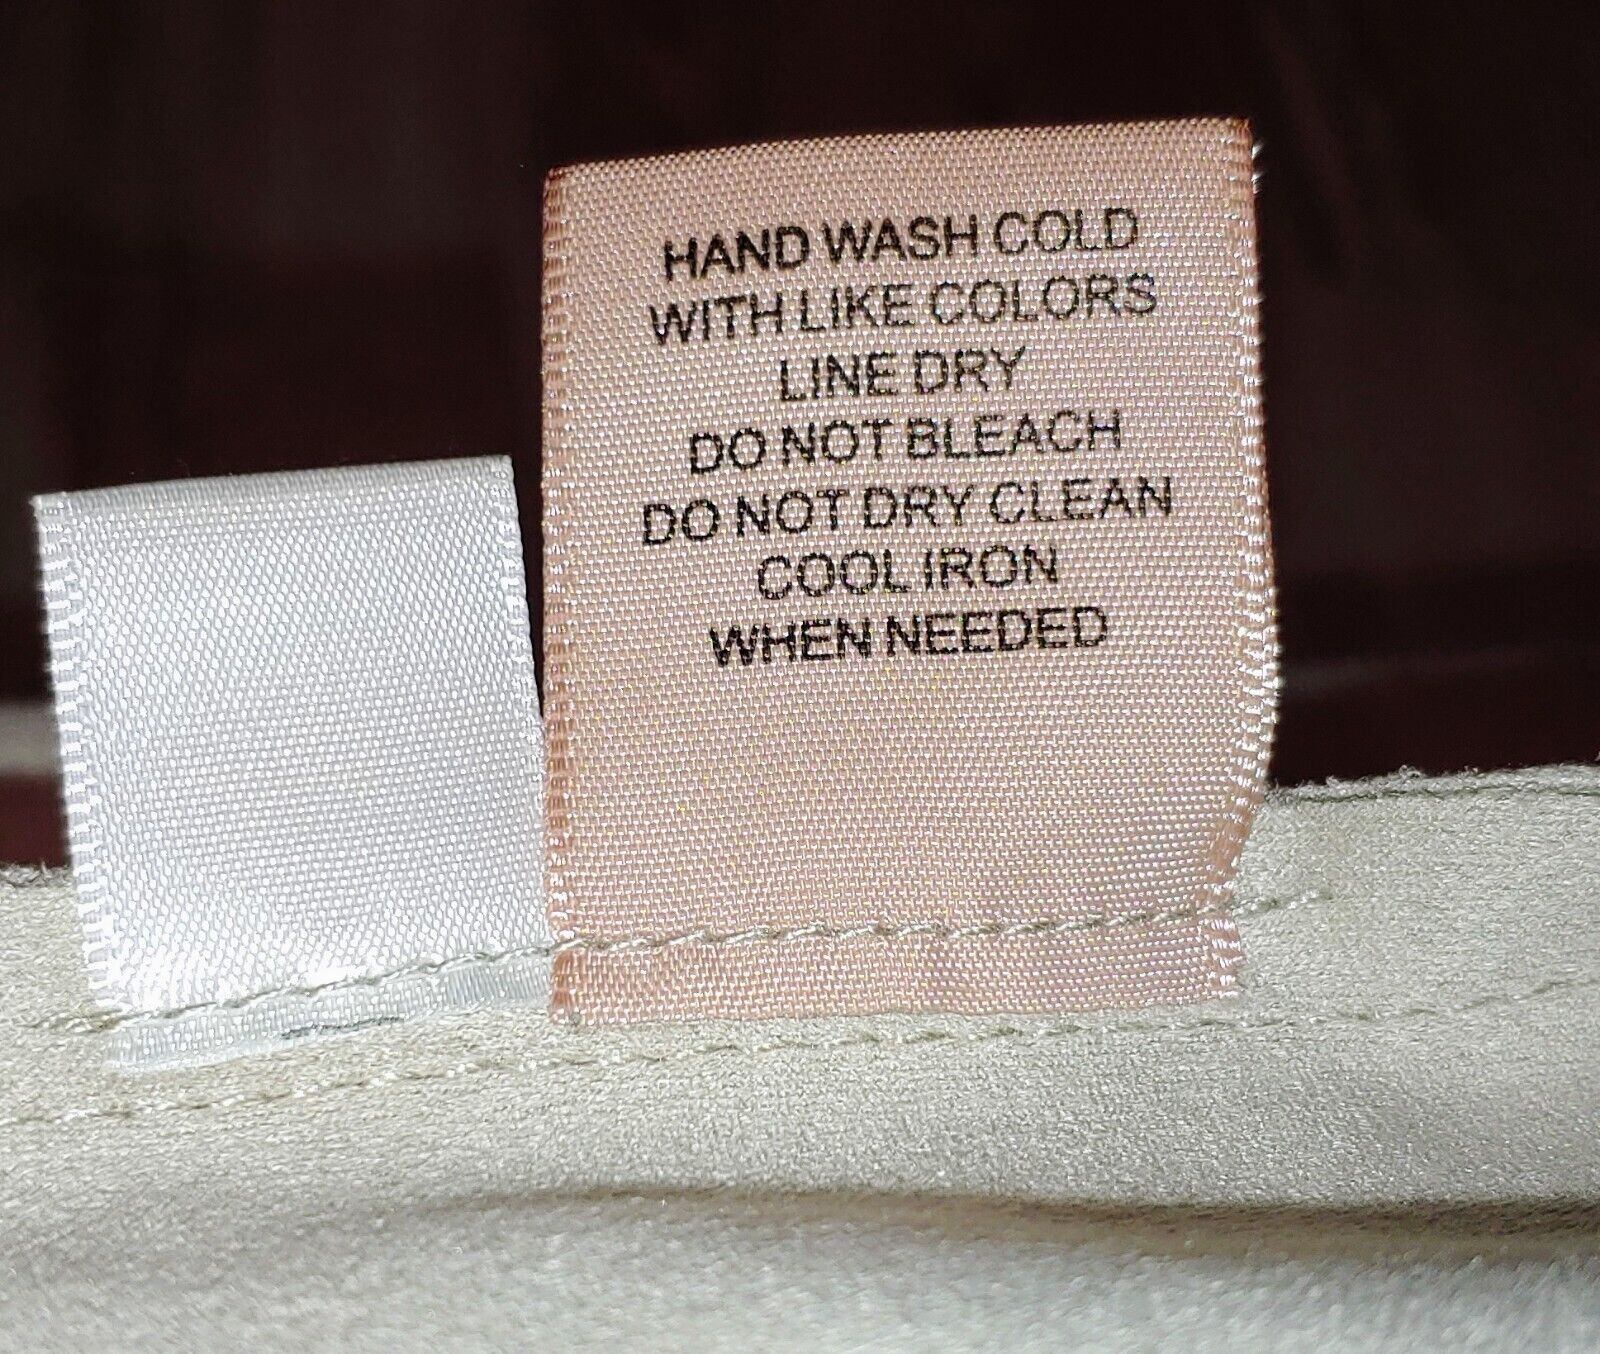 HAND WASH COLD
WITH LIKE COLORS
LINE DRY
DO NOT BLEACH
DO NOT DRY CLEAN
COOL IRON
WHEN NEEDED